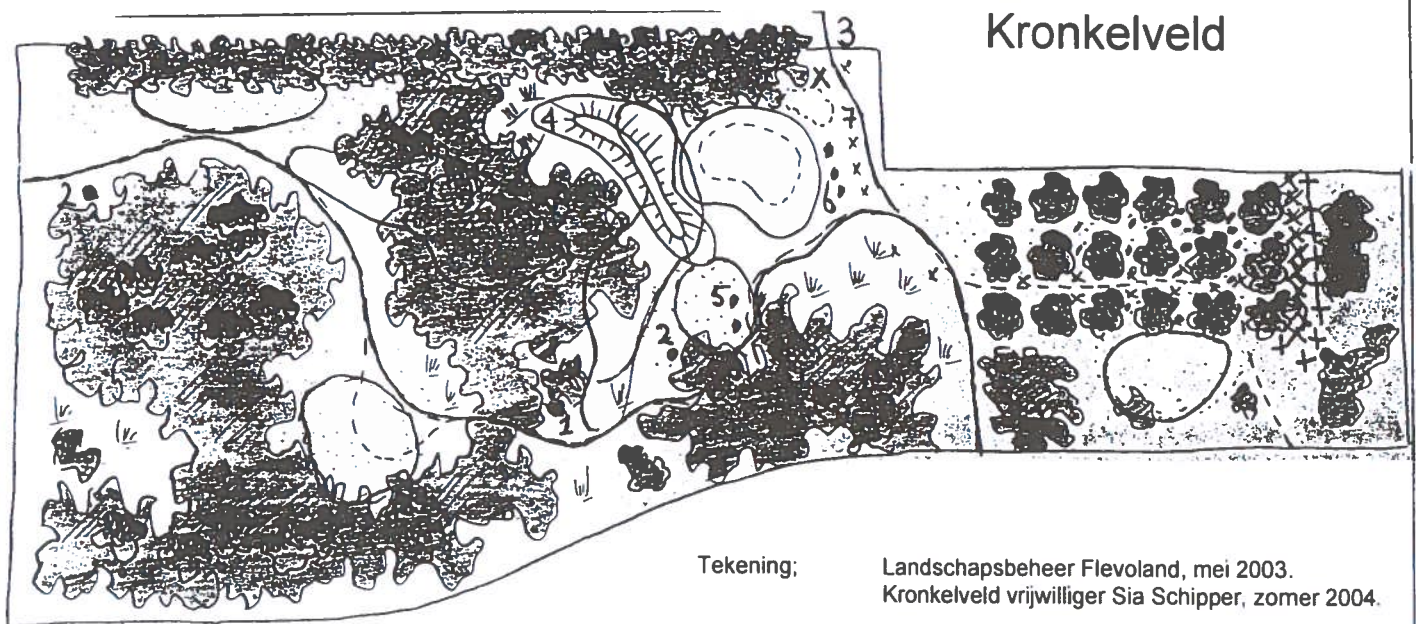 Kronkelveld
3
4
7
2
6
5
2
1
Tekening; Landschapsbeheer Flevoland, mei 2003.
Kronkelveld vrijwilliger Sia Schipper, zomer 2004.